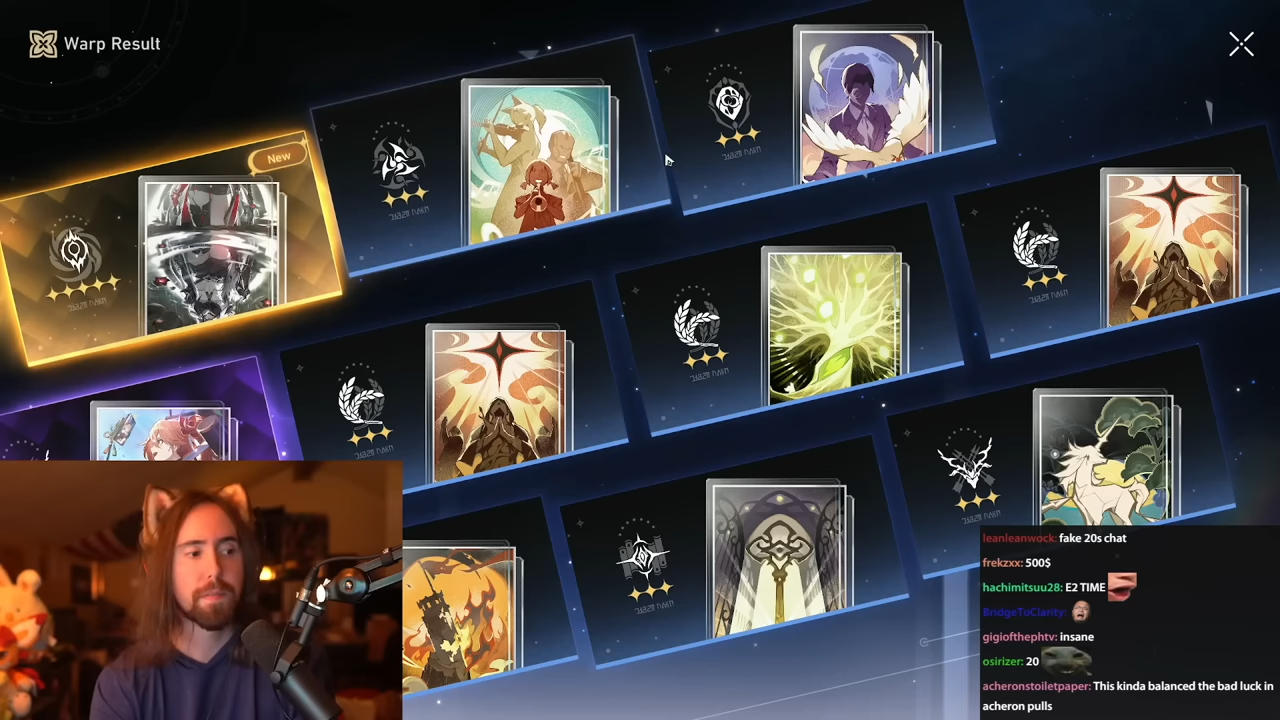 Warp Result
New
leanleanwock: fake 20s chat
frekzxx: 500$
hachimitsuu28: E2 TIME
BridgeToClarity:
gigiofthephtv: insane
osirizer: 20
acheronstoiletpaper: This kinda balanced the bad luck in
acheron pulls